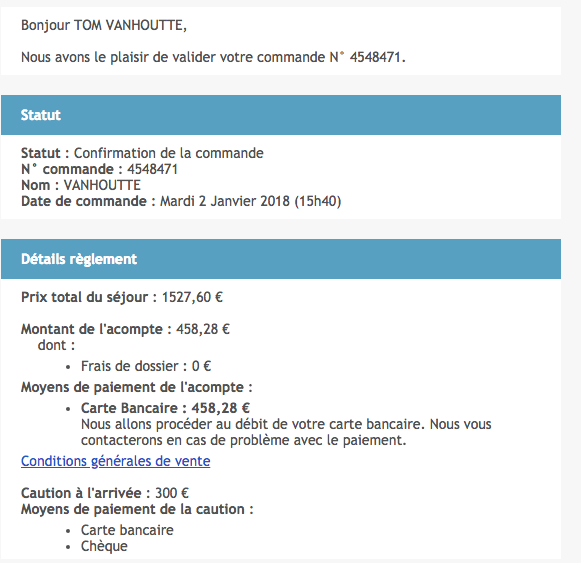 Bonjour TOM VANHOUTTE,
Nous avons le plaisir de valider votre commande N° 4548471.
Statut
Statut : Confirmation de la commande
N° commande : 4548471
Nom : VANHOUTTE
Date de commande : Mardi 2 Janvier 2018 (15h40)
Détails règlement
Prix total du séjour : 1527,60 €
Montant de l'acompte : 458,28 €
dont :
• Frais de dossier : 0 €
Moyens de paiement de l'acompte :
• Carte Bancaire : 458,28 €
Nous allons procéder au débit de votre carte bancaire. Nous vous
contacterons en cas de problème avec le paiement.
Conditions générales de vente
Caution à l'arrivée : 300 €
Moyens de paiement de la caution :
• Carte bancaire
• Chèque